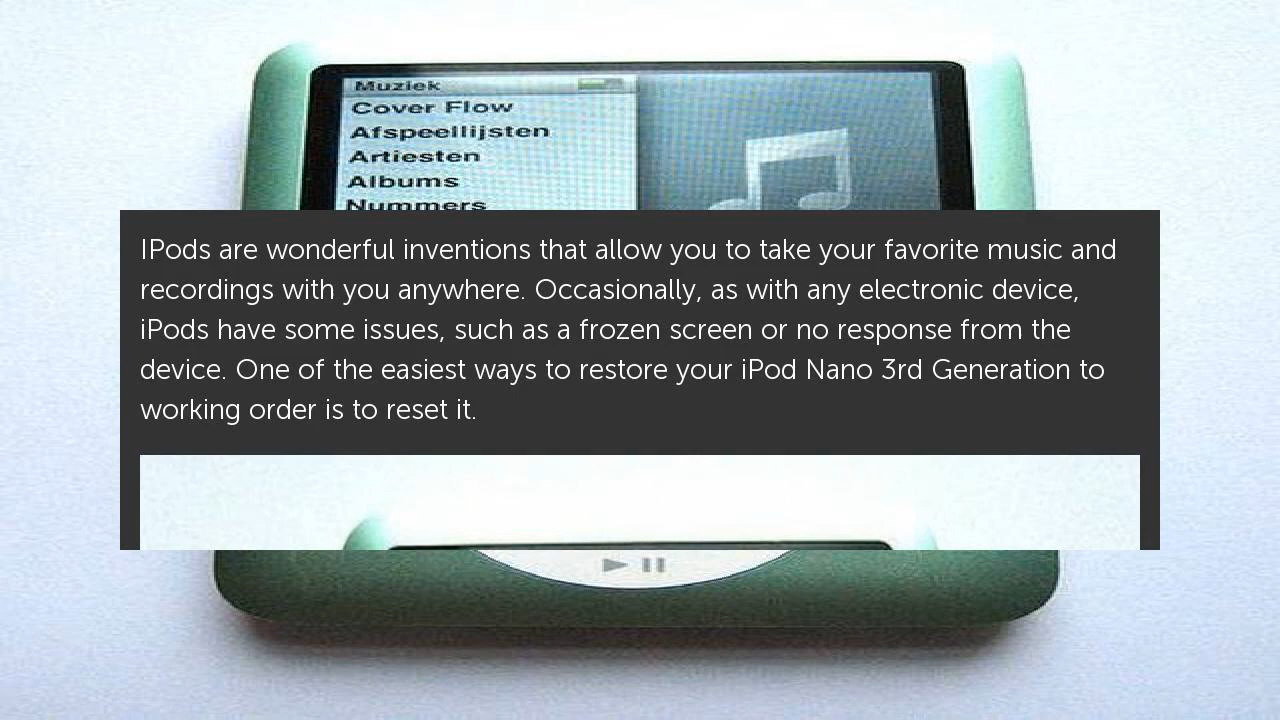 Muziek
Cover Flow
Afspeellijsten
Artiesten
Albums
Nummers
IPods are wonderful inventions that allow you to take your favorite music and
recordings with you anywhere. Occasionally, as with any electronic device,
iPods have some issues, such as a frozen screen or no response from the
device. One of the easiest ways to restore your iPod Nano 3rd Generation to
working order is to reset it.